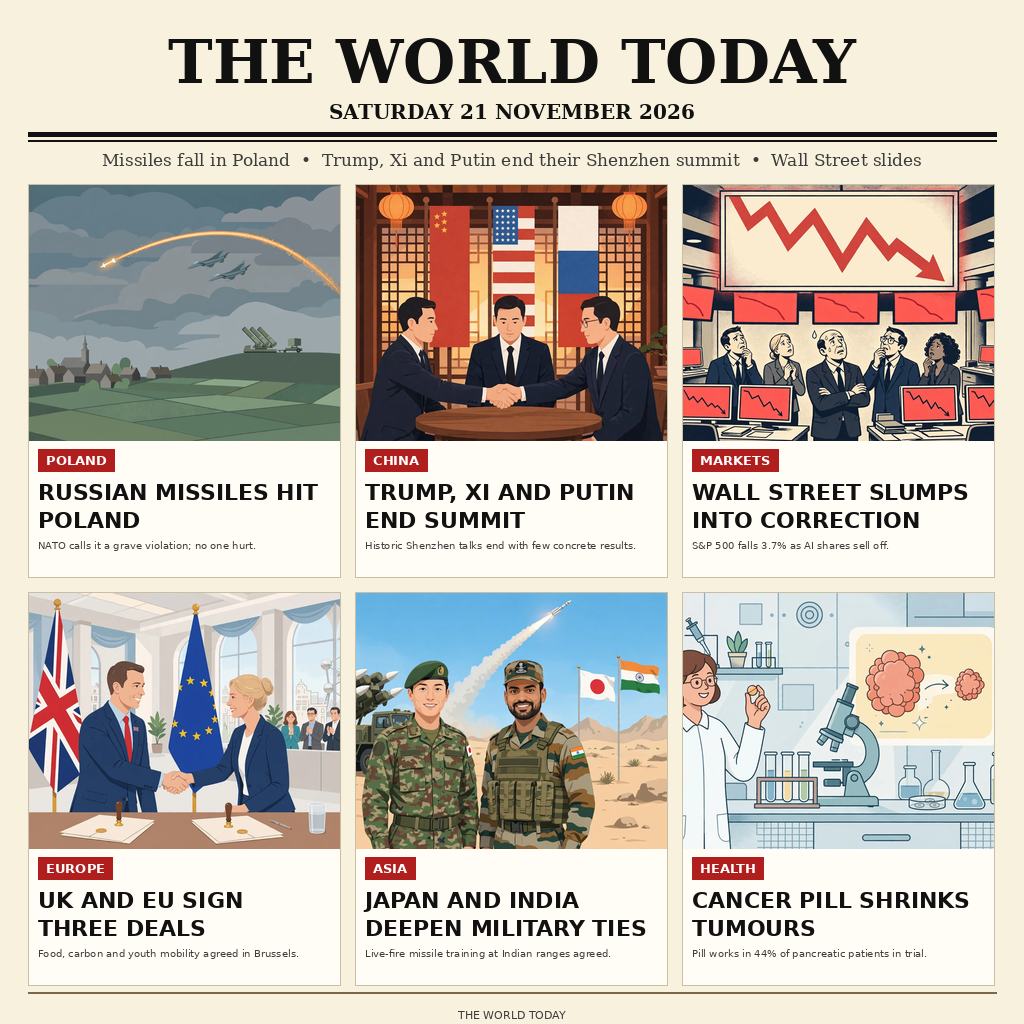 THE WORLD TODAY
SATURDAY 21 NOVEMBER 2026
Missiles fall in Poland • Trump, Xi and Putin end their Shenzhen summit • Wall Street slides
POLAND
RUSSIAN MISSILES HIT
POLAND
NATO calls it a grave violation; no one hurt.
CHINA
TRUMP, XI AND PUTIN
END SUMMIT
Historic Shenzhen talks end with few concrete results.
MARKETS
WALL STREET SLUMPS
INTO CORRECTION
S&P 500 falls 3.7% as AI shares sell off.
EUROPE
UK AND EU SIGN
THREE DEALS
Food, carbon and youth mobility agreed in Brussels.
ASIA
JAPAN AND INDIA
DEEPEN MILITARY TIES
Live-fire missile training at Indian ranges agreed.
HEALTH
CANCER PILL SHRINKS
TUMOURS
Pill works in 44% of pancreatic patients in trial.
THE WORLD TODAY